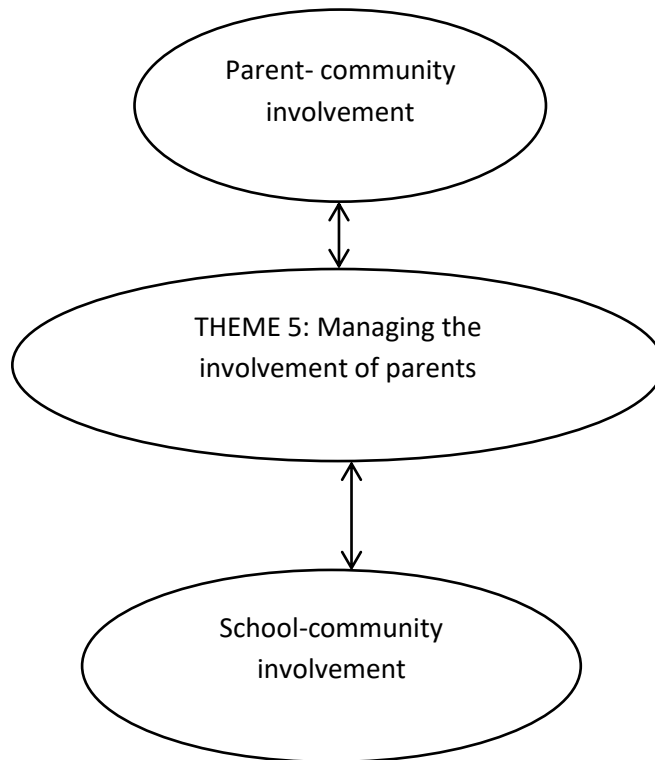 Parent- community
involvement
THEME 5: Managing the
involvement of parents
School-community
involvement